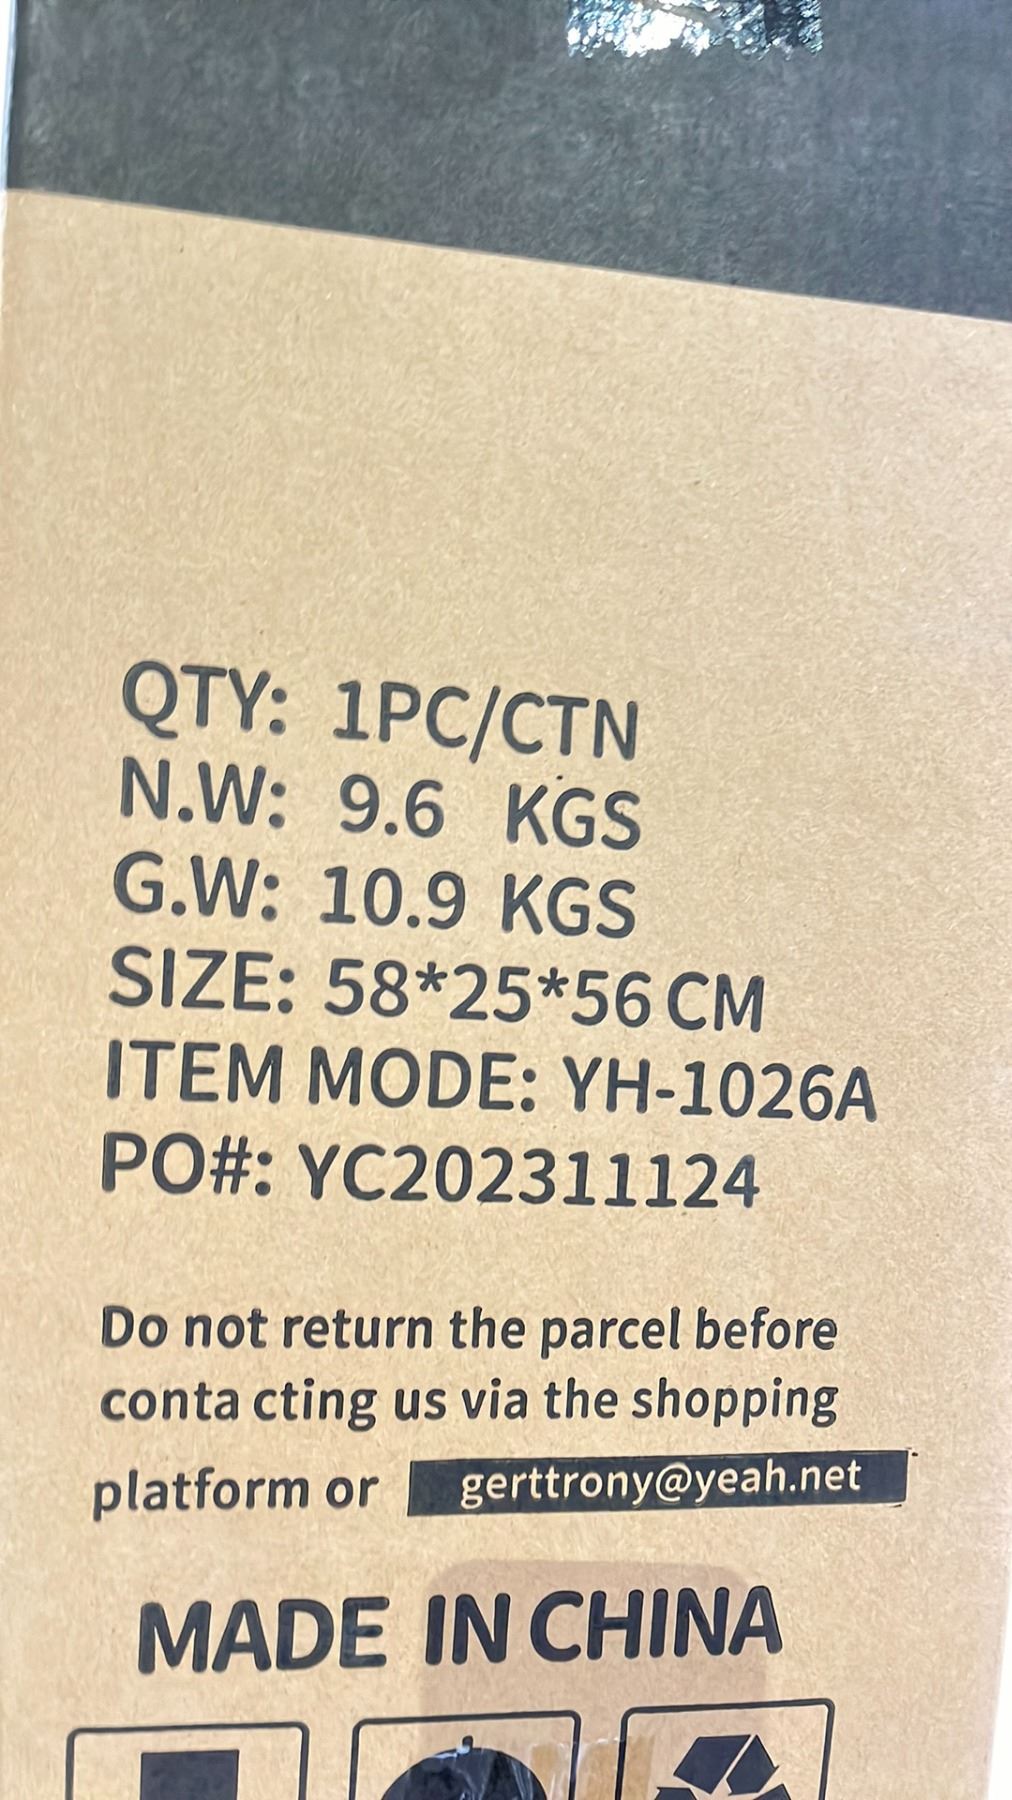 QTY: 1PC/CTN
N.W: 9.6 KGS
G.W: 10.9 KGS
SIZE: 58*25*56CM
ITEM MODE: YH-1026A
PO#: YC202311124
Do not return the parcel before
conta cting us via the shopping
platform or gerttrony@yeah.net
MADE IN CHINA